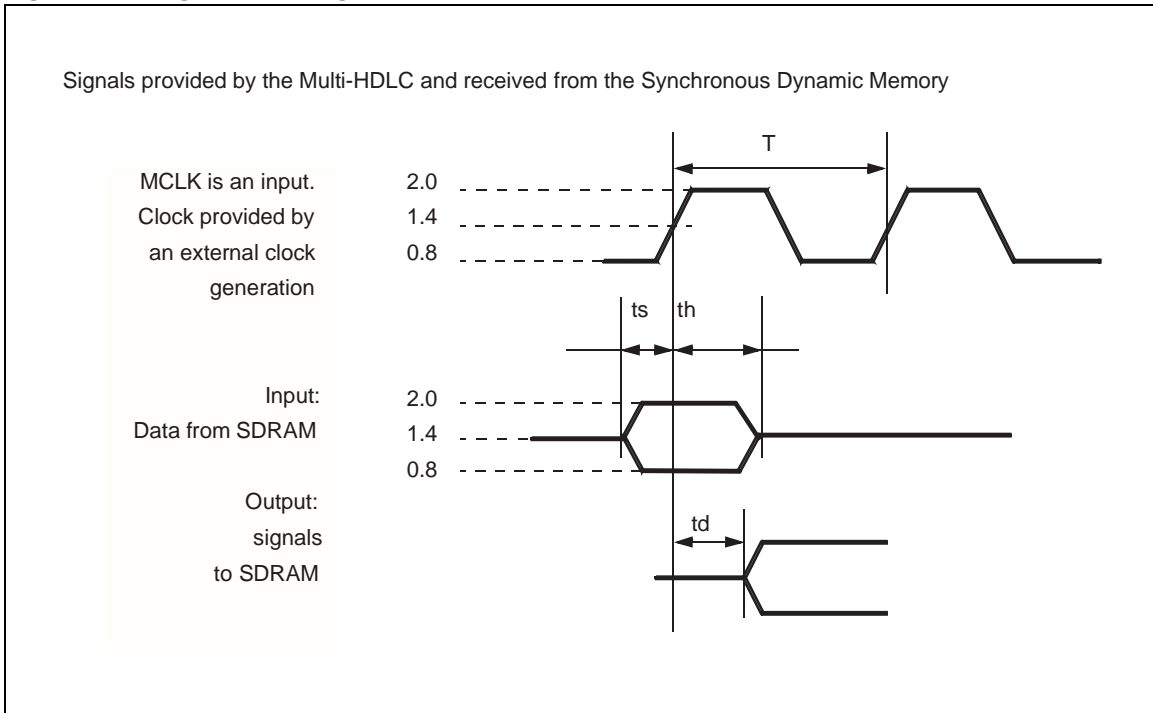 Signals provided by the Multi-HDLC and received from the Synchronous Dynamic Memory
T
MCLK is an input.
2.0
Clock provided by
1.4
an external clock
0.8
generation
ts
th
Input:
2.0
Data from SDRAM
1.4
0.8
Output:
signals
td
to SDRAM